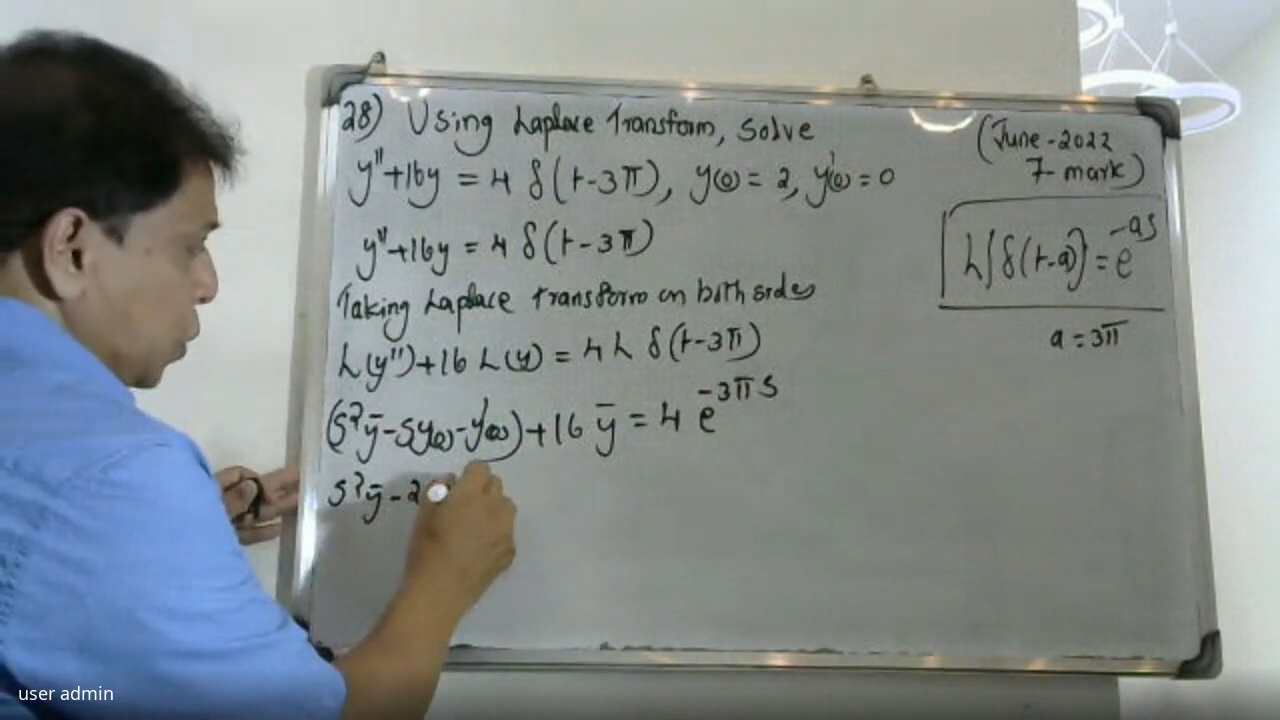 28) Using Laplace Transform, solve
y''+16y = 4 δ(t-3π), y(0) = 2, y'(0) = 0
(June-2022
7-mark)
y''+16y = 4 δ(t-3π)
L{δ(t-a)} = e^-as
a = 3π
Taking Laplace transform on both sides
L(y'')+16 L(y) = 4 L δ(t-3π)
(s²ȳ-sy(0)-y'(0))+16 ȳ = 4 e^-3πs
s²ȳ-2
user admin